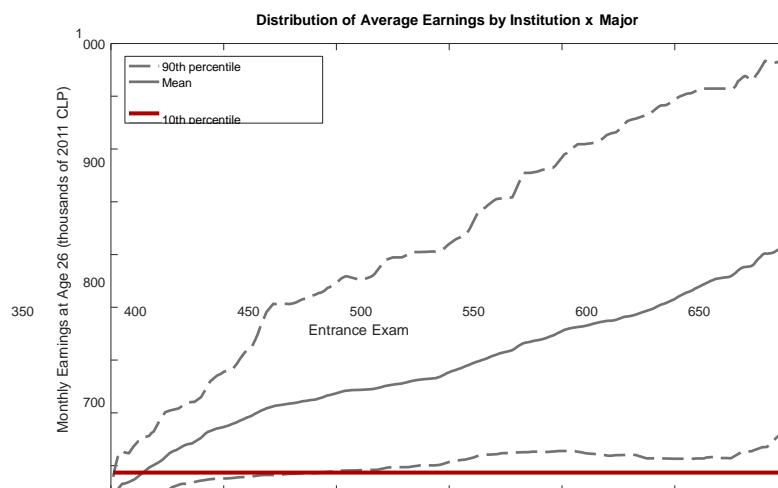 Distribution of Average Earnings by Institution x Major
1
000
90th percentile
Mean
10th percentile
900
800
700
Monthly Earnings at Age 26 (thousands of 2011 CLP)
350 400 450 500 550 600 650
Entrance Exam